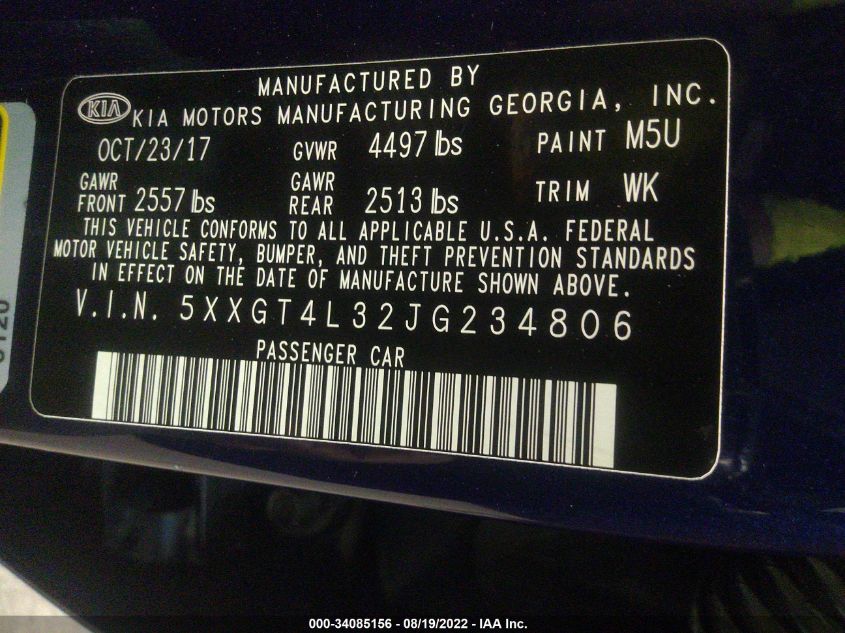 MANUFACTURED BY
KIA KIA MOTORS MANUFACTURING GEORGIA, INC.
OCT/23/17 GVWR 4497 lbs PAINT M5U
GAWR FRONT 2557 lbs GAWR REAR 2513 lbs TRIM WK
THIS VEHICLE CONFORMS TO ALL APPLICABLE U.S.A. FEDERAL
MOTOR VEHICLE SAFETY, BUMPER, AND THEFT PREVENTION STANDARDS
IN EFFECT ON THE DATE OF MANUFACTURE SHOWN ABOVE.
V.I.N. 5XXGT4L32JG234806
PASSENGER CAR
000-34085156 - 08/19/2022 - IAA Inc.